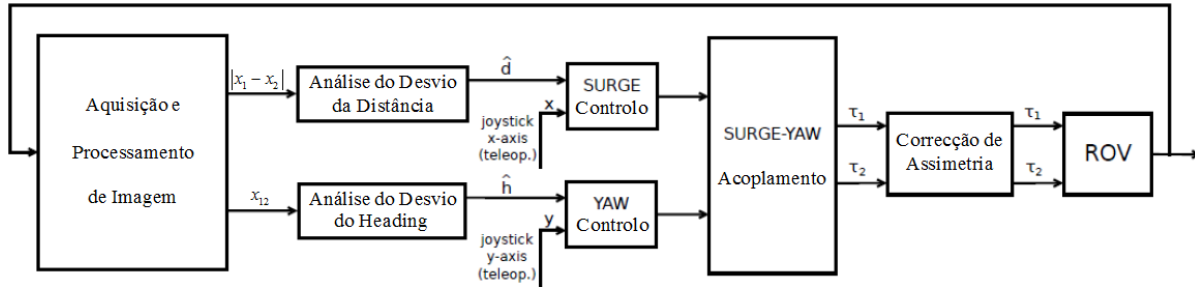 Aquisição e
Processamento
de Imagem
|x₁ − x₂|
x₁₂
Análise do Desvio
da Distância
Análise do Desvio
do Heading
d̂
x
joystick
x-axis
(teleop.)
ĥ
y
joystick
y-axis
(teleop.)
SURGE
Controlo
YAW
Controlo
SURGE-YAW
Acoplamento
τ₁
τ₂
Correcção de
Assimetria
τ₁
τ₂
ROV